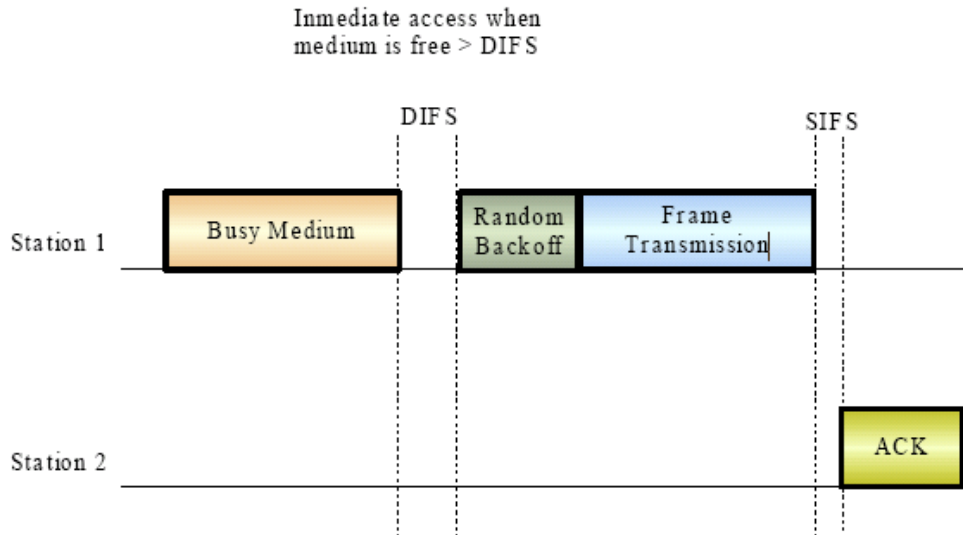 Inmediate access when
medium is free > DIFS
DIFS
SIFS
Station 1
Busy Medium
Random
Backoff
Frame
Transmission
Station 2
ACK